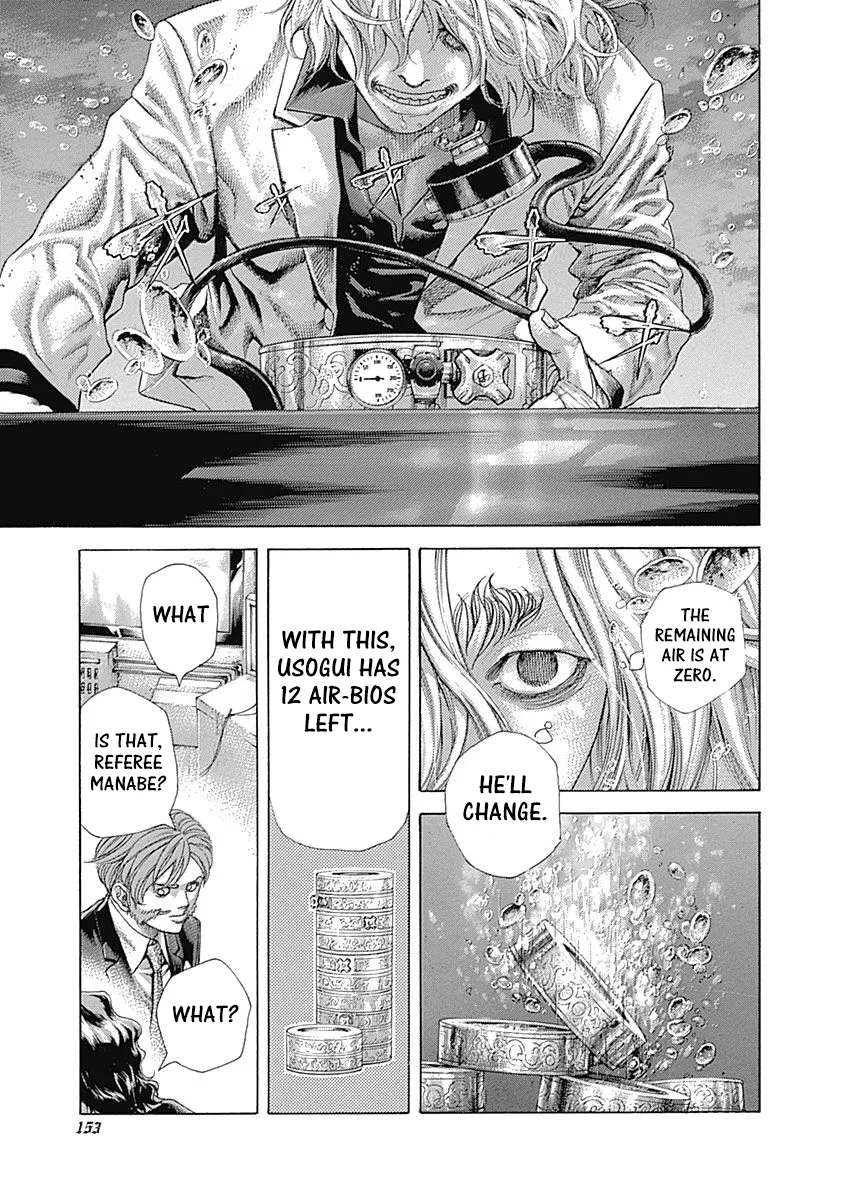 THE
REMAINING
AIR IS AT
ZERO.
HE'LL
CHANGE.
WITH THIS,
USOGUI HAS
12 AIR-BIOS
LEFT...
WHAT
IS THAT,
REFEREE
MANABE?
WHAT?
153